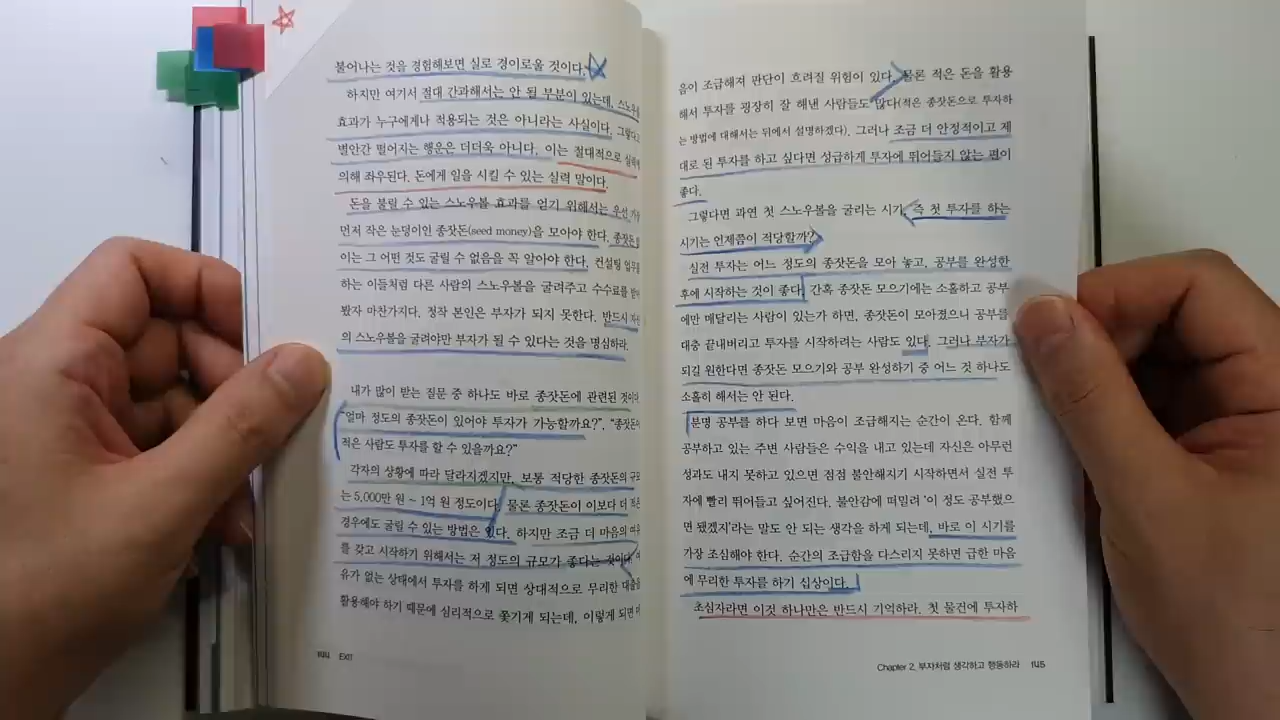 불어나는 것을 경험해보면 실로 경이로울 것이다.
하지만 여기서 절대 간과해서는 안 될 부분이 있는데, 스노우볼
효과가 누구에게나 적용되는 것은 아니라는 사실이다. 그렇다고
별안간 떨어지는 행운은 더더욱 아니다. 이는 절대적으로 실력에
의해 좌우된다. 돈에게 일을 시킬 수 있는 실력 말이다.
돈을 불릴 수 있는 스노우볼 효과를 얻기 위해서는 우선 가장
먼저 작은 눈덩이인 종잣돈(seed money)을 모아야 한다. 종잣돈 없
이는 그 어떤 것도 굴릴 수 없음을 꼭 알아야 한다. 컨설팅 업무를
하는 이들처럼 다른 사람의 스노우볼을 굴려주고 수수료를 받아
봤자 마찬가지다. 정작 본인은 부자가 되지 못한다. 반드시 자신
의 스노우볼을 굴려야만 부자가 될 수 있다는 것을 명심하라.
내가 많이 받는 질문 중 하나도 바로 종잣돈에 관련된 것이다.
“얼마 정도의 종잣돈이 있어야 투자가 가능할까요?”, “종잣돈이
적은 사람도 투자를 할 수 있을까요?”
각자의 상황에 따라 달라지겠지만, 보통 적당한 종잣돈의 규모
는 5,000만 원 ~ 1억 원 정도이다. 물론 종잣돈이 이보다 더 적은
경우에도 굴릴 수 있는 방법은 있다. 하지만 조금 더 마음의 여유
를 갖고 시작하기 위해서는 저 정도의 규모가 좋다는 것이다. 여
유가 없는 상태에서 투자를 하게 되면 상대적으로 무리한 대출을
활용해야 하기 때문에 심리적으로 쫓기게 되는데, 이렇게 되면 마
144 EXIT
음이 조급해져 판단이 흐려질 위험이 있다. 물론 적은 돈을 활용
해서 투자를 굉장히 잘 해낸 사람들도 많다(적은 종잣돈으로 투자하
는 방법에 대해서는 뒤에서 설명하겠다). 그러나 조금 더 안정적이고 제
대로 된 투자를 하고 싶다면 성급하게 투자에 뛰어들지 않는 편이
좋다.
그렇다면 과연 첫 스노우볼을 굴리는 시기, 즉 첫 투자를 하는
시기는 언제쯤이 적당할까?
실전 투자는 어느 정도의 종잣돈을 모아 놓고, 공부를 완성한
후에 시작하는 것이 좋다. 간혹 종잣돈 모으기에는 소홀하고 공부
에만 매달리는 사람이 있는가 하면, 종잣돈이 모아졌으니 공부를
대충 끝내버리고 투자를 시작하려는 사람도 있다. 그러나 부자가
되길 원한다면 종잣돈 모으기와 공부 완성하기 중 어느 것 하나도
소홀히 해서는 안 된다.
분명 공부를 하다 보면 마음이 조급해지는 순간이 온다. 함께
공부하고 있는 주변 사람들은 수익을 내고 있는데 자신은 아무런
성과도 내지 못하고 있으면 점점 불안해지기 시작하면서 실전 투
자에 빨리 뛰어들고 싶어진다. 불안감에 떠밀려 ‘이 정도 공부했으
면 됐겠지’라는 말도 안 되는 생각을 하게 되는데, 바로 이 시기를
가장 조심해야 한다. 순간의 조급함을 다스리지 못하면 급한 마음
에 무리한 투자를 하기 십상이다.
초심자라면 이것 하나만은 반드시 기억하라. 첫 물건에 투자하
Chapter 2. 부자처럼 생각하고 행동하라 145